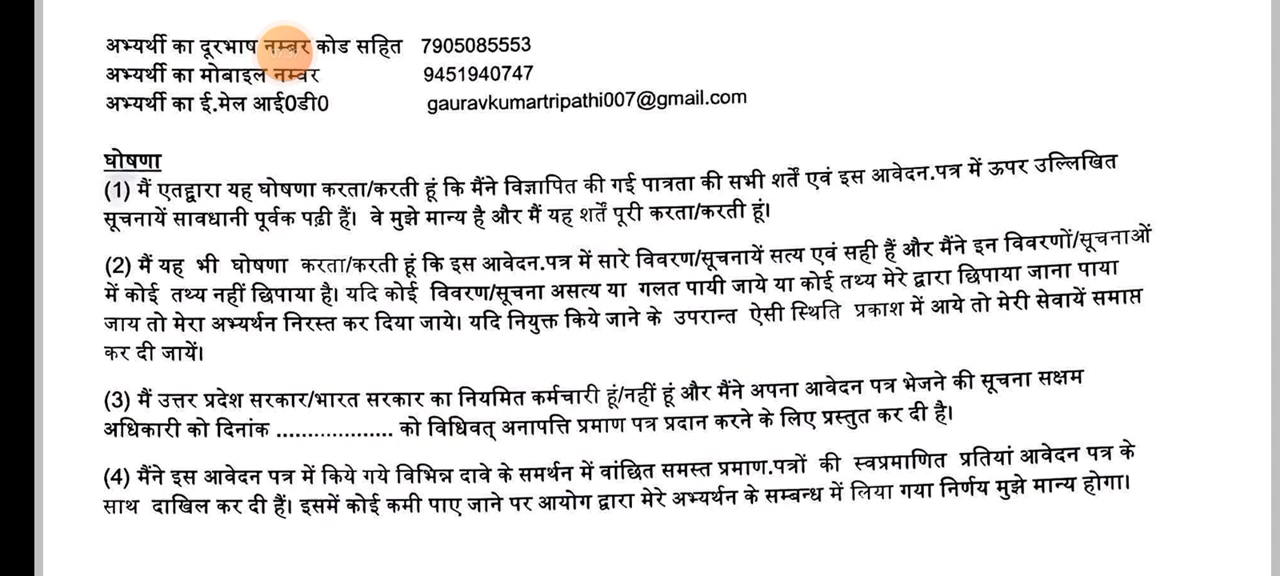 अभ्यर्थी का दूरभाष नम्बर कोड सहित 7905085553
अभ्यर्थी का मोबाइल नम्वर 9451940747
अभ्यर्थी का ई.मेल आई0डी0 gauravkumartripathi007@gmail.com
घोषणा
(1) मैं एतद्वारा यह घोषणा करता/करती हूं कि मैंने विज्ञापित की गई पात्रता की सभी शर्तें एवं इस आवेदन.पत्र में ऊपर उल्लिखित
सूचनायें सावधानी पूर्वक पढ़ी हैं। वे मुझे मान्य है और मैं यह शर्तें पूरी करता/करती हूं।
(2) मैं यह भी घोषणा करता/करती हूं कि इस आवेदन.पत्र में सारे विवरण/सूचनायें सत्य एवं सही हैं और मैंने इन विवरणों/सूचनाओं
में कोई तथ्य नहीं छिपाया है। यदि कोई विवरण/सूचना असत्य या गलत पायी जाये या कोई तथ्य मेरे द्वारा छिपाया जाना पाया
जाय तो मेरा अभ्यर्थन निरस्त कर दिया जाये। यदि नियुक्त किये जाने के उपरान्त ऐसी स्थिति प्रकाश में आये तो मेरी सेवायें समाप्त
कर दी जायें।
(3) मैं उत्तर प्रदेश सरकार/भारत सरकार का नियमित कर्मचारी हूं/नहीं हूं और मैंने अपना आवेदन पत्र भेजने की सूचना सक्षम
अधिकारी को दिनांक ................... को विधिवत् अनापत्ति प्रमाण पत्र प्रदान करने के लिए प्रस्तुत कर दी है।
(4) मैंने इस आवेदन पत्र में किये गये विभिन्न दावे के समर्थन में वांछित समस्त प्रमाण.पत्रों की स्वप्रमाणित प्रतियां आवेदन पत्र के
साथ दाखिल कर दी हैं। इसमें कोई कमी पाए जाने पर आयोग द्वारा मेरे अभ्यर्थन के सम्बन्ध में लिया गया निर्णय मुझे मान्य होगा।